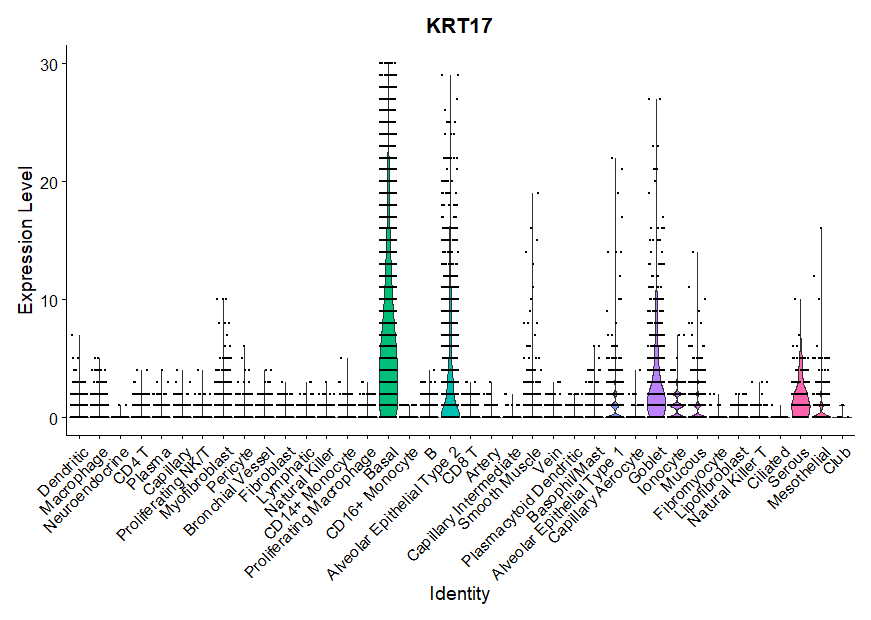 KRT17
Expression Level
30
20
10
0
Dendritic
Macrophage
Neuroendocrine
CD4 T
Plasma
Capillary
Proliferating NK/T
Myofibroblast
Pericyte
Bronchial Vessel
Fibroblast
Lymphatic
Natural Killer
CD14+ Monocyte
Proliferating Macrophage
Basal
CD16+ Monocyte
B
Alveolar Epithelial Type 2
CD8 T
Artery
Capillary Intermediate
Smooth Muscle
Vein
Plasmacytoid Dendritic
Basophil/Mast
Alveolar Epithelial Type 1
Capillary Aerocyte
Goblet
Ionocyte
Mucous
Fibromyocyte
Lipofibroblast
Natural Killer T
Ciliated
Serous
Mesothelial
Club
Identity